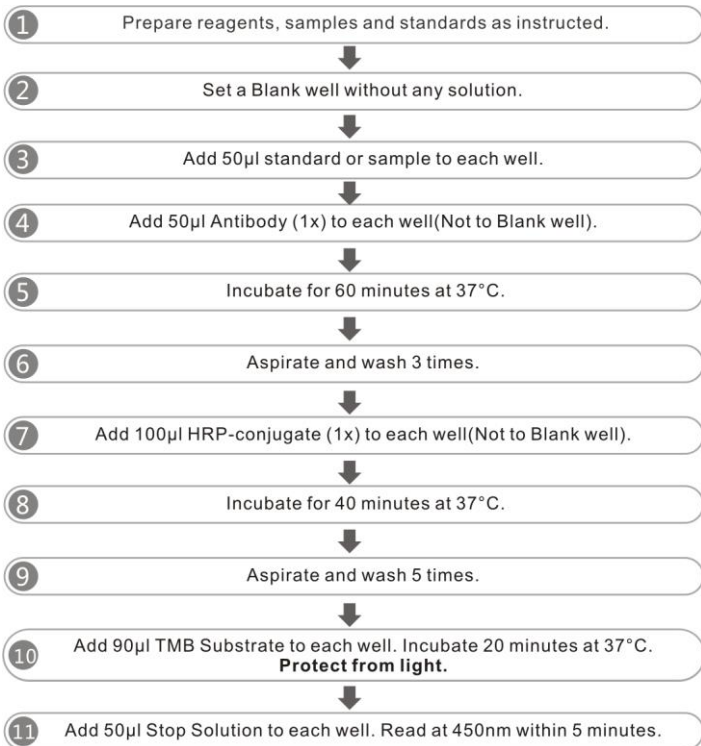 1 Prepare reagents, samples and standards as instructed.
2 Set a Blank well without any solution.
3 Add 50µl standard or sample to each well.
4 Add 50µl Antibody (1x) to each well(Not to Blank well).
5 Incubate for 60 minutes at 37°C.
6 Aspirate and wash 3 times.
7 Add 100µl HRP-conjugate (1x) to each well(Not to Blank well).
8 Incubate for 40 minutes at 37°C.
9 Aspirate and wash 5 times.
10 Add 90µl TMB Substrate to each well. Incubate 20 minutes at 37°C.
Protect from light.
11 Add 50µl Stop Solution to each well. Read at 450nm within 5 minutes.